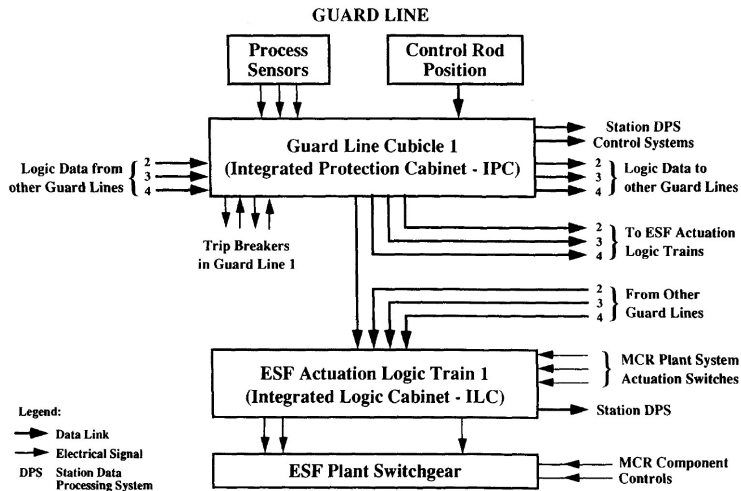 GUARD LINE
Process
Sensors
Control Rod
Position
Guard Line Cubicle 1
(Integrated Protection Cabinet - IPC)
Station DPS
Control Systems
Logic Data from
other Guard Lines
2
3
4
2
3
4
Logic Data to
other Guard Lines
Trip Breakers
in Guard Line 1
2
3
4
To ESF Actuation
Logic Trains
2
3
4
From Other
Guard Lines
ESF Actuation Logic Train 1
(Integrated Logic Cabinet - ILC)
MCR Plant System
Actuation Switches
Station DPS
Legend:
Data Link
Electrical Signal
DPS Station Data
Processing System
ESF Plant Switchgear
MCR Component
Controls